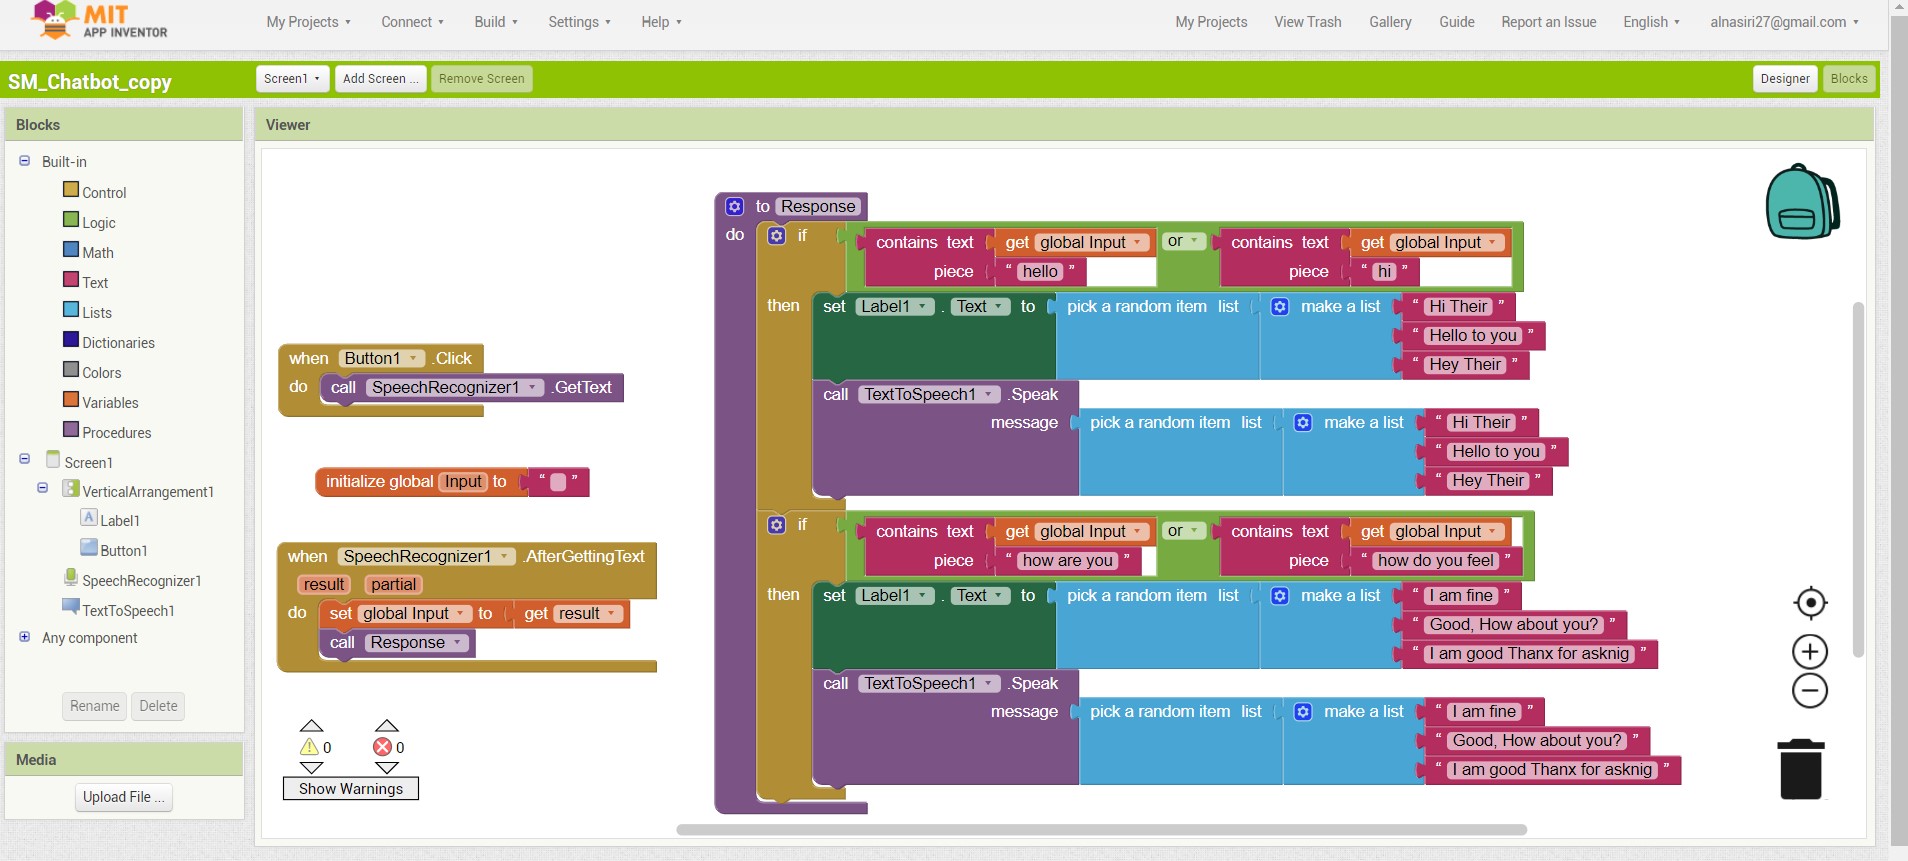 MIT
APP INVENTOR
My Projects Connect Build Settings Help My Projects View Trash Gallery Guide Report an Issue English alnasiri27@gmail.com
SM_Chatbot_copy Screen1 Add Screen ... Remove Screen Designer Blocks
Blocks
Built-in
Control
Logic
Math
Text
Lists
Dictionaries
Colors
Variables
Procedures
Screen1
VerticalArrangement1
Label1
Button1
SpeechRecognizer1
TextToSpeech1
Any component
Rename Delete
Media
Upload File ...
Viewer
when Button1 .Click
do call SpeechRecognizer1 .GetText
initialize global Input to “ ”
when SpeechRecognizer1 .AfterGettingText
result partial
do set global Input to get result
call Response
0 0
Show Warnings
to Response
do if contains text get global Input or contains text get global Input
piece “ hello ” piece “ hi ”
then set Label1 . Text to pick a random item list make a list “ Hi Their ”
“ Hello to you ”
“ Hey Their ”
call TextToSpeech1 .Speak
message pick a random item list make a list “ Hi Their ”
“ Hello to you ”
“ Hey Their ”
if contains text get global Input or contains text get global Input
piece “ how are you ” piece “ how do you feel ”
then set Label1 . Text to pick a random item list make a list “ I am fine ”
“ Good, How about you? ”
“ I am good Thanx for asknig ”
call TextToSpeech1 .Speak
message pick a random item list make a list “ I am fine ”
“ Good, How about you? ”
“ I am good Thanx for asknig ”